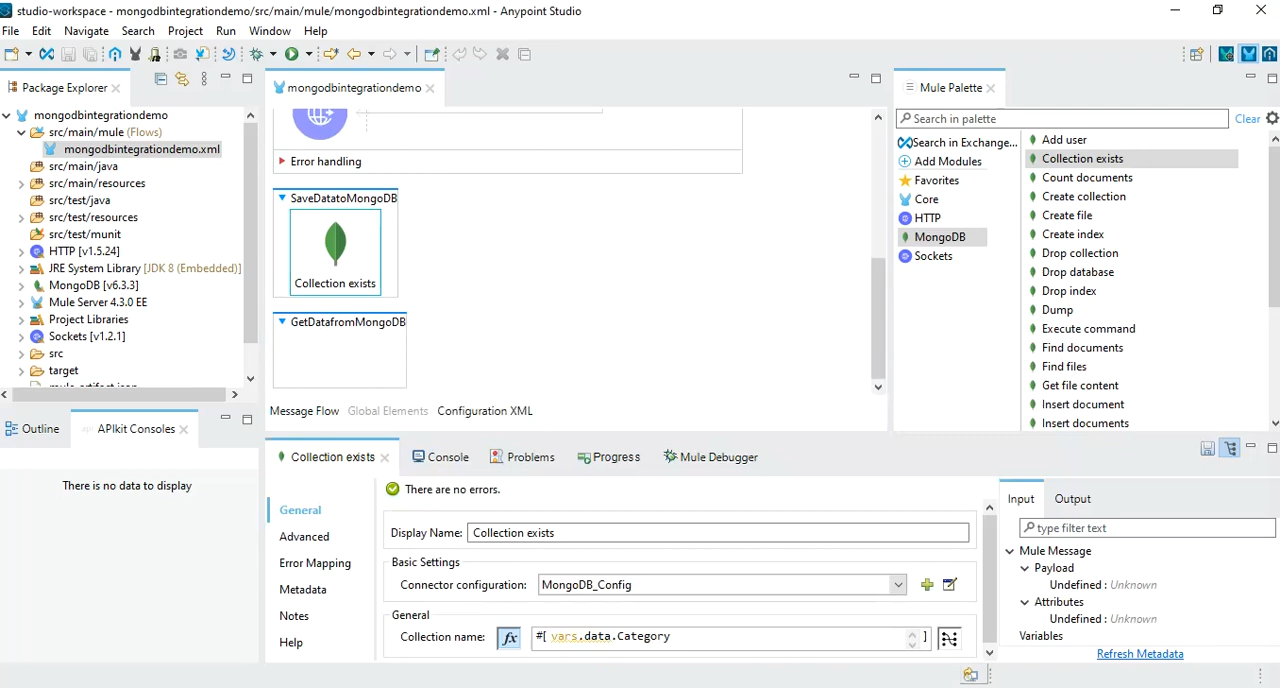 studio-workspace - mongodbintegrationdemo/src/main/mule/mongodbintegrationdemo.xml - Anypoint Studio
File Edit Navigate Search Project Run Window Help
Package Explorer
mongodbintegrationdemo
src/main/mule (Flows)
mongodbintegrationdemo.xml
src/main/java
src/main/resources
src/test/java
src/test/resources
src/test/munit
HTTP [v1.5.24]
JRE System Library [JDK 8 (Embedded)]
MongoDB [v6.3.3]
Mule Server 4.3.0 EE
Project Libraries
Sockets [v1.2.1]
src
target
mule-artifact.json
Outline
APIkit Consoles
There is no data to display
mongodbintegrationdemo
Error handling
SaveDatatoMongoDB
Collection exists
GetDatafromMongoDB
Message Flow Global Elements Configuration XML
Mule Palette
Search in palette
Clear
Search in Exchange...
Add Modules
Favorites
Core
HTTP
MongoDB
Sockets
Add user
Collection exists
Count documents
Create collection
Create file
Create index
Drop collection
Drop database
Drop index
Dump
Execute command
Find documents
Find files
Get file content
Insert document
Insert documents
Collection exists
Console
Problems
Progress
Mule Debugger
There are no errors.
General
Advanced
Error Mapping
Metadata
Notes
Help
Display Name: Collection exists
Basic Settings
Connector configuration: MongoDB_Config
General
Collection name: fx #[ vars.data.Category ]
Input Output
type filter text
Mule Message
Payload
Undefined : Unknown
Attributes
Undefined : Unknown
Variables
Refresh Metadata